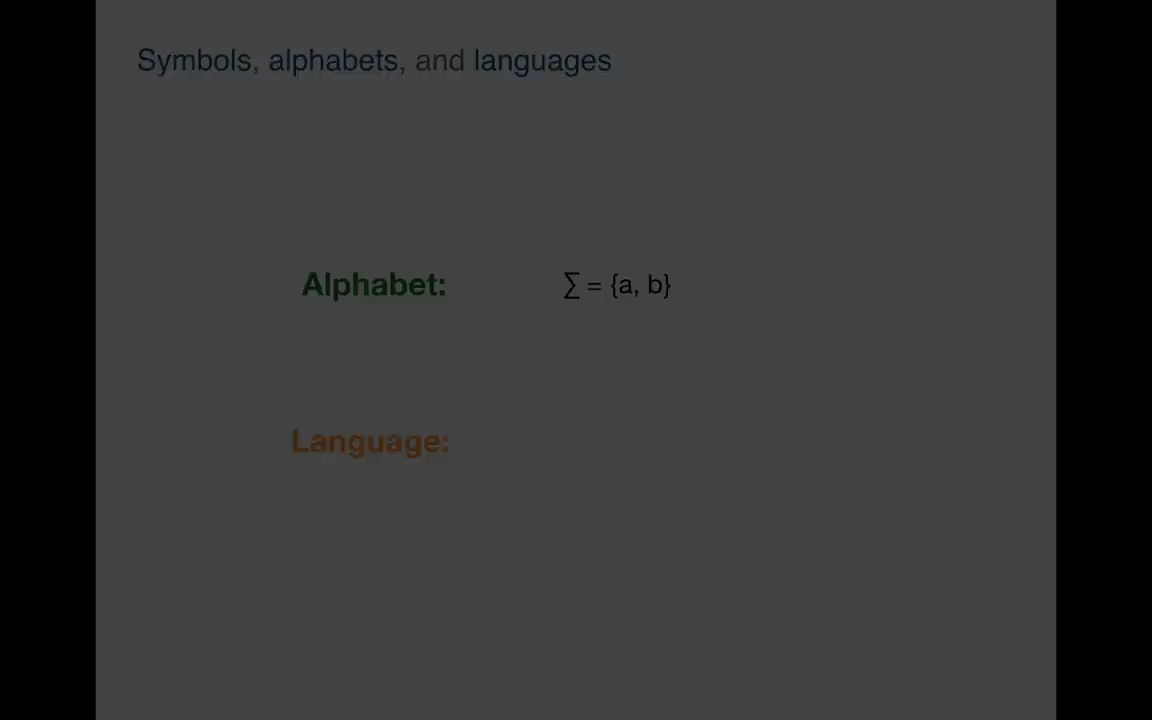 Symbols, alphabets, and languages
Alphabet: ∑ = {a, b}
Language: